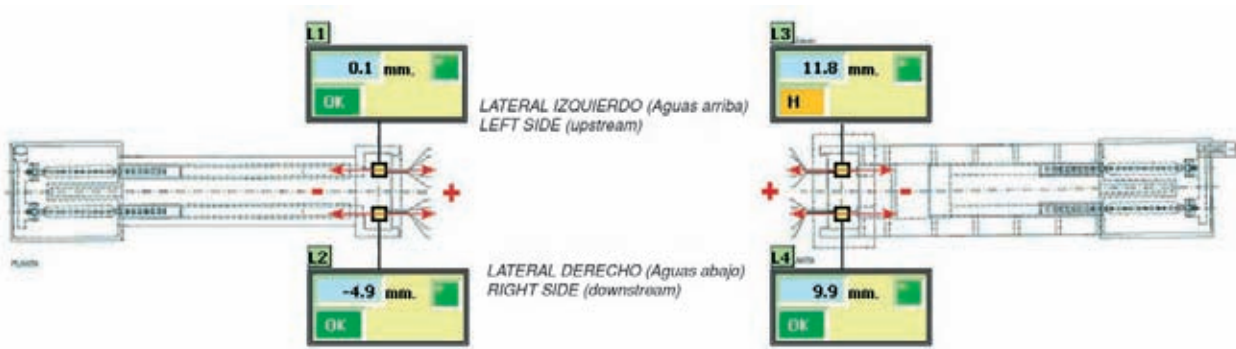 L1
0.1 mm.
OK
L3
11.8 mm.
H
LATERAL IZQUIERDO (Aguas arriba)
LEFT SIDE (upstream)
- +
+ -
PLANTA
L2
-4.9 mm.
OK
LATERAL DERECHO (Aguas abajo)
RIGHT SIDE (downstream)
L4
9.9 mm.
OK